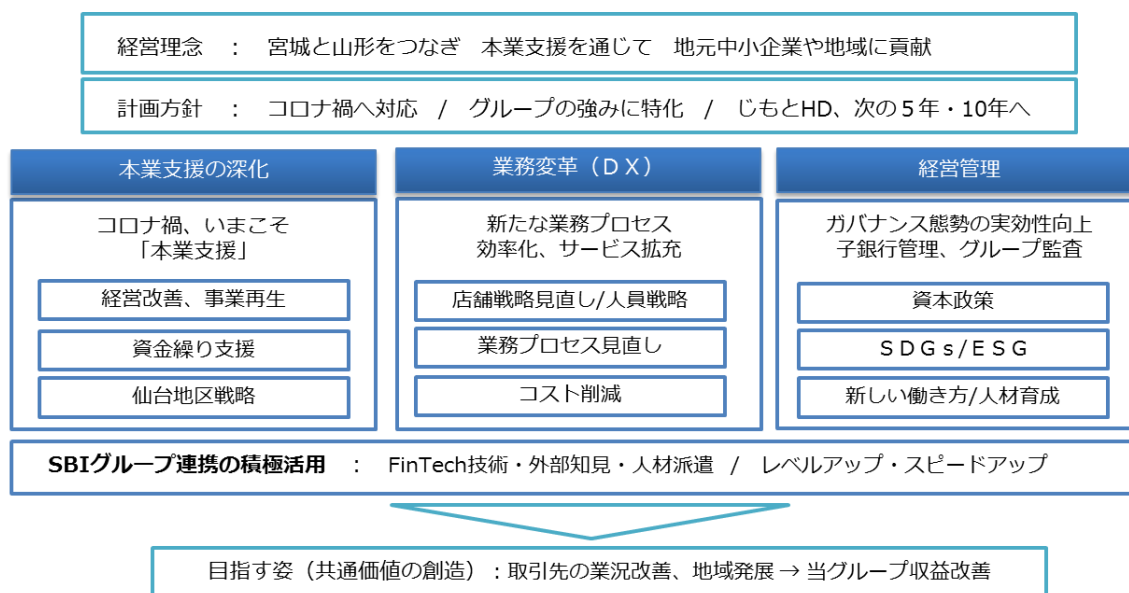 経営理念 ： 宮城と山形をつなぎ 本業支援を通じて 地元中小企業や地域に貢献
計画方針 ： コロナ禍へ対応 / グループの強みに特化 / じもとHD、次の５年・10年へ
本業支援の深化
コロナ禍、いまこそ
「本業支援」
経営改善、事業再生
資金繰り支援
仙台地区戦略
業務変革（ＤＸ）
新たな業務プロセス
効率化、サービス拡充
店舗戦略見直し/人員戦略
業務プロセス見直し
コスト削減
経営管理
ガバナンス態勢の実効性向上
子銀行管理、グループ監査
資本政策
ＳＤＧｓ/ＥＳＧ
新しい働き方/人材育成
SBIグループ連携の積極活用 ： FinTech技術・外部知見・人材派遣 / レベルアップ・スピードアップ
目指す姿（共通価値の創造）：取引先の業況改善、地域発展 → 当グループ収益改善